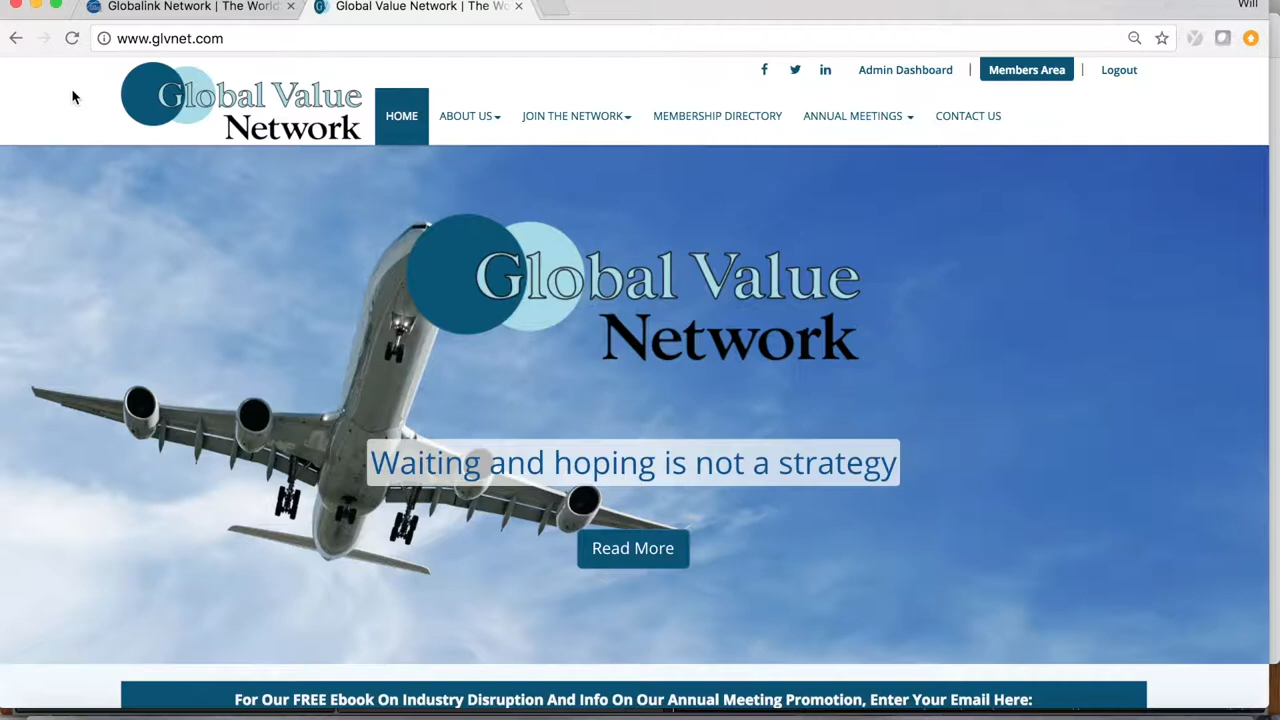 Globalink Network | The World
Global Value Network | The Wo
Will
www.glvnet.com
Admin Dashboard | Members Area | Logout
Global Value
Network
HOME ABOUT US JOIN THE NETWORK MEMBERSHIP DIRECTORY ANNUAL MEETINGS CONTACT US
Global Value
Network
Waiting and hoping is not a strategy
Read More
For Our FREE Ebook On Industry Disruption And Info On Our Annual Meeting Promotion, Enter Your Email Here: